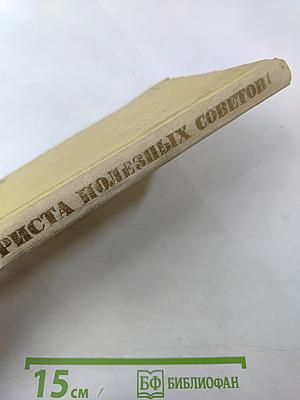 РИСТА ПОЛЕЗНЫХ СОВЕТОВ
15 см
БФ БИБЛИОФАН